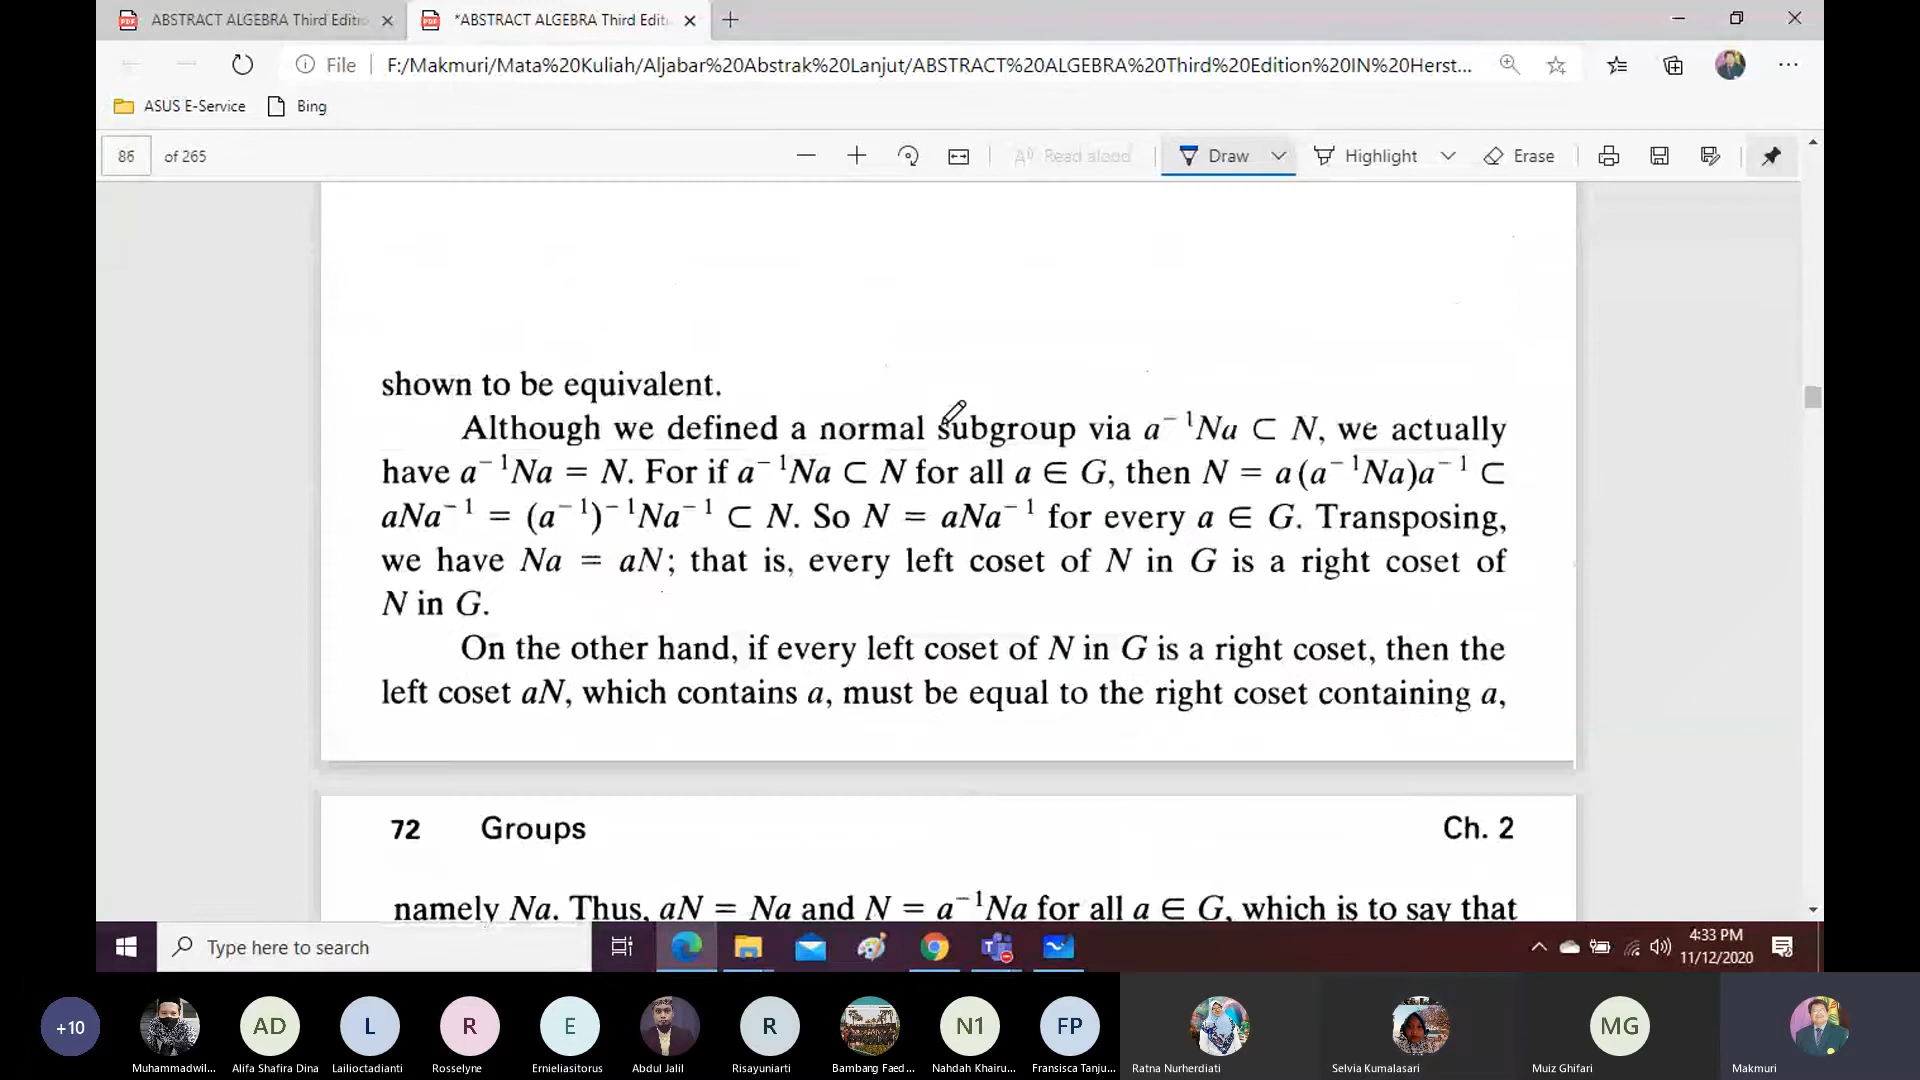 ABSTRACT ALGEBRA Third Editi
*ABSTRACT ALGEBRA Third Edit
File
F:/Makmuri/Mata%20Kuliah/Aljabar%20Abstrak%20Lanjut/ABSTRACT%20ALGEBRA%20Third%20Edition%20IN%20Herst...
ASUS E-Service
Bing
86 of 265
Read aloud
Draw
Highlight
Erase
shown to be equivalent.
Although we defined a normal subgroup via a⁻¹Na ⊂ N, we actually
have a⁻¹Na = N. For if a⁻¹Na ⊂ N for all a ∈ G, then N = a(a⁻¹Na)a⁻¹ ⊂
aNa⁻¹ = (a⁻¹)⁻¹Na⁻¹ ⊂ N. So N = aNa⁻¹ for every a ∈ G. Transposing,
we have Na = aN; that is, every left coset of N in G is a right coset of
N in G.
On the other hand, if every left coset of N in G is a right coset, then the
left coset aN, which contains a, must be equal to the right coset containing a,
72 Groups Ch. 2
namely Na. Thus, aN = Na and N = a⁻¹Na for all a ∈ G, which is to say that
Type here to search
4:33 PM
11/12/2020
+10
AD
L
R
E
R
N1
FP
MG
Muhammadwil...
Alifa Shafira Dina
Lailioctadianti
Rosselyne
Ernieliasitorus
Abdul Jalil
Risayuniarti
Bambang Faed...
Nahdah Khairu...
Fransisca Tanju...
Ratna Nurherdiati
Selvia Kumalasari
Muiz Ghifari
Makmuri